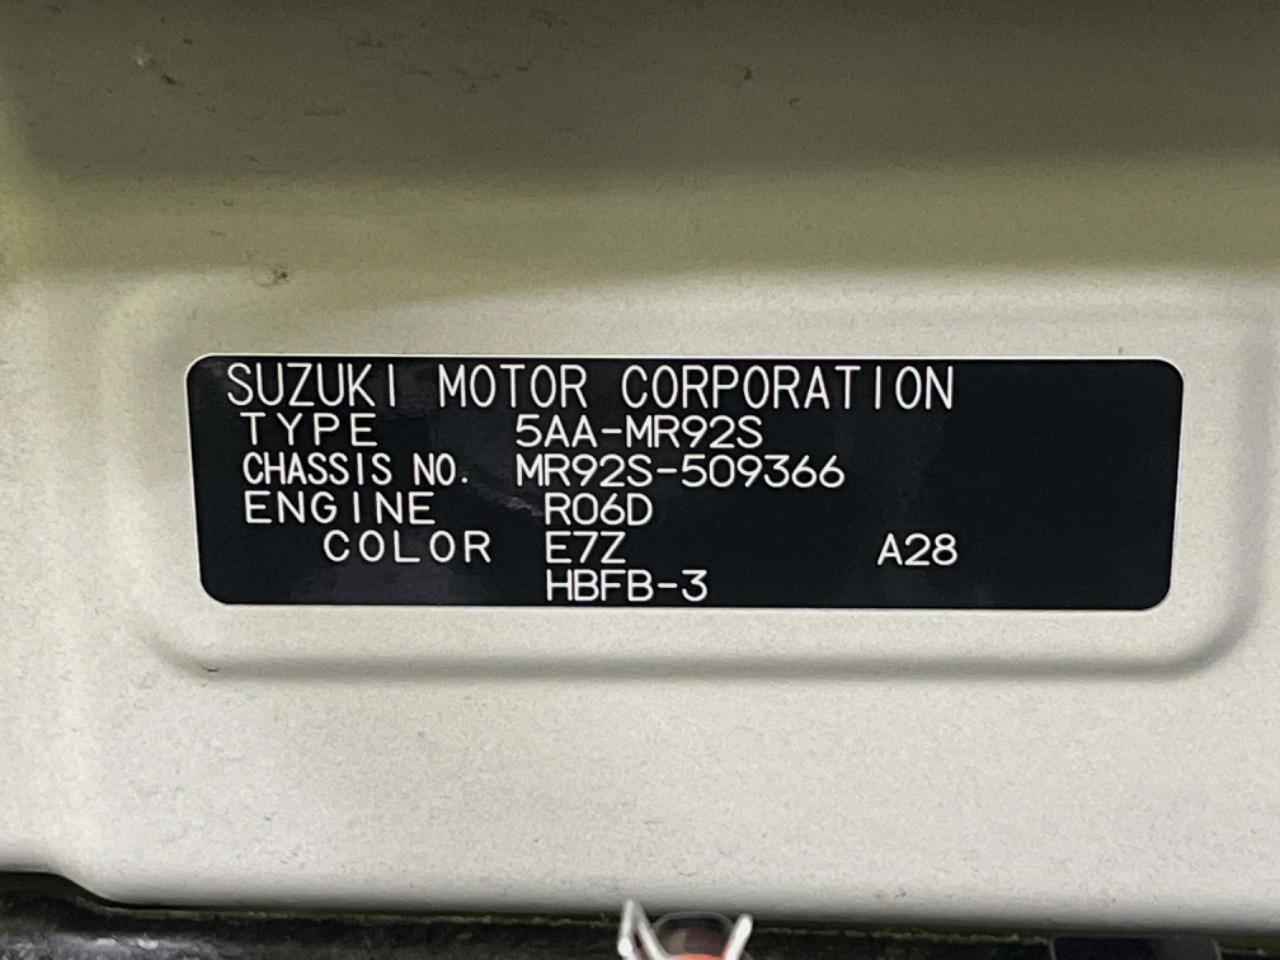 SUZUKI MOTOR CORPORATION
TYPE 5AA-MR92S
CHASSIS NO. MR92S-509366
ENGINE R06D
COLOR E7Z A28
HBFB-3